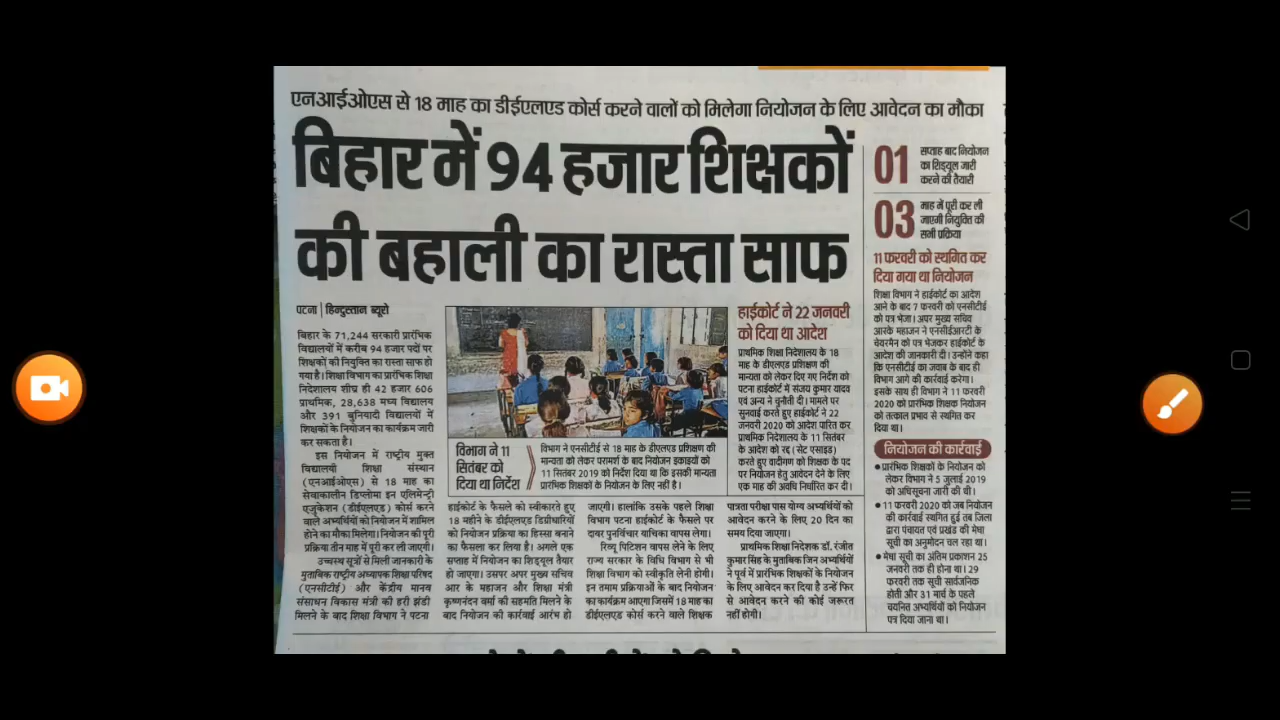 एनआईओएस से 18 माह का डीईएलएड कोर्स करने वालों को मिलेगा नियोजन के लिए आवेदन का मौका
बिहार में 94 हजार शिक्षकों
की बहाली का रास्ता साफ
पटना | हिन्दुस्तान ब्यूरो
बिहार के 71,244 सरकारी प्रारंभिक
विद्यालयों में करीब 94 हजार पदों पर
शिक्षकों की नियुक्ति का रास्ता साफ हो
गया है। शिक्षा विभाग का प्रारंभिक शिक्षा
निदेशालय शीघ्र ही 42 हजार 606
प्राथमिक, 28,638 मध्य विद्यालय
और 391 बुनियादी विद्यालयों में
शिक्षकों के नियोजन का कार्यक्रम जारी
कर सकता है।
इस नियोजन में राष्ट्रीय मुक्त
विद्यालयी शिक्षा संस्थान
(एनआईओएस) से 18 माह का
सेवाकालीन डिप्लोमा इन एलिमेन्ट्री
एजुकेशन (डीईएलएड) कोर्स करने
वाले अभ्यर्थियों को नियोजन में शामिल
होने का मौका मिलेगा। नियोजन की पूरी
प्रक्रिया तीन माह में पूरी कर ली जाएगी।
उच्चस्थ सूत्रों से मिली जानकारी के
मुताबिक राष्ट्रीय अध्यापक शिक्षा परिषद
(एनसीटीई) और केंद्रीय मानव
संसाधन विकास मंत्री की हरी झंडी
मिलने के बाद शिक्षा विभाग ने पटना
विभाग ने 11
सितंबर को
दिया था निर्देश
विभाग ने एनसीटीई से 18 माह के डीएलएड प्रशिक्षण की
मान्यता को लेकर परामर्श के बाद नियोजन इकाइयों को
11 सितंबर 2019 को निर्देश दिया था कि इसकी मान्यता
प्रारंभिक शिक्षकों के नियोजन के लिए नहीं है।
हाईकोर्ट के फैसले को स्वीकारते हुए
18 महीने के डीईएलएड डिग्रीधारियों
को नियोजन प्रक्रिया का हिस्सा बनाने
का फैसला कर लिया है। अगले एक
सप्ताह में नियोजन का शिड्यूल तैयार
हो जाएगा। उसपर अपर मुख्य सचिव
आर के महाजन और शिक्षा मंत्री
कृष्णनंदन वर्मा की सहमति मिलने के
बाद नियोजन की कार्रवाई आरंभ हो
जाएगी। हालांकि उसके पहले शिक्षा
विभाग पटना हाईकोर्ट के फैसले पर
दायर पुनर्विचार याचिका वापस लेगा।
रिव्यू पिटिशन वापस लेने के लिए
राज्य सरकार के विधि विभाग से भी
शिक्षा विभाग को स्वीकृति लेनी होगी।
इन तमाम प्रक्रियाओं के बाद नियोजन
का कार्यक्रम आएगा जिसमें 18 माह का
डीईएलएड कोर्स करने वाले शिक्षक
हाईकोर्ट ने 22 जनवरी
को दिया था आदेश
प्राथमिक शिक्षा निदेशालय के 18
माह के डीएलएड प्रशिक्षण की
मान्यता को लेकर दिए गए निर्देश को
पटना हाईकोर्ट में संजय कुमार यादव
एवं अन्य ने चुनौती दी। मामले पर
सुनवाई करते हुए हाईकोर्ट ने 22
जनवरी 2020 को आदेश पारित कर
प्राथमिक निदेशालय के 11 सितंबर
के आदेश को रद्द (सेट एसाइड)
करते हुए वादीगण को शिक्षक के पद
पर नियोजन हेतु आवेदन देने के लिए
एक माह की अवधि निर्धारित कर दी।
पात्रता परीक्षा पास योग्य अभ्यर्थियों को
आवेदन करने के लिए 20 दिन का
समय दिया जाएगा।
प्राथमिक शिक्षा निदेशक डॉ. रंजीत
कुमार सिंह के मुताबिक जिन अभ्यर्थियों
ने पूर्व में प्रारंभिक शिक्षकों के नियोजन
के लिए आवेदन कर दिया है उन्हें फिर
से आवेदन करने की कोई जरूरत
नहीं होगी।
01
सप्ताह बाद नियोजन
का शिड्यूल जारी
करने की तैयारी
03
माह में पूरी कर ली
जाएगी नियुक्ति की
सभी प्रक्रिया
11 फरवरी को स्थगित कर
दिया गया था नियोजन
शिक्षा विभाग ने हाईकोर्ट का आदेश
आने के बाद 7 फरवरी को एनसीटीई
को पत्र भेजा। अपर मुख्य सचिव
आरके महाजन ने एनसीईआरटी के
चेयरमैन को पत्र भेजकर हाईकोर्ट के
आदेश की जानकारी दी। उन्होंने कहा
कि एनसीटीई का जवाब के बाद ही
विभाग आगे की कार्रवाई करेगा।
इसके साथ ही विभाग ने 11 फरवरी
2020 को प्रारंभिक शिक्षक नियोजन
को तत्काल प्रभाव से स्थगित कर
दिया था।
नियोजन की कार्रवाई
● प्रारंभिक शिक्षकों के नियोजन को
लेकर विभाग ने 5 जुलाई 2019
को अधिसूचना जारी की थी।
● 11 फरवरी 2020 को जब नियोजन
की कार्रवाई स्थगित हुई तब जिला
द्वारा पंचायत एवं प्रखंड की मेधा
सूची का अनुमोदन चल रहा था।
● मेधा सूची का अंतिम प्रकाशन 25
जनवरी तक ही होना था। 29
फरवरी तक सूची सार्वजनिक
होती और 31 मार्च के पहले
चयनित अभ्यर्थियों को नियोजन
पत्र दिया जाना था।